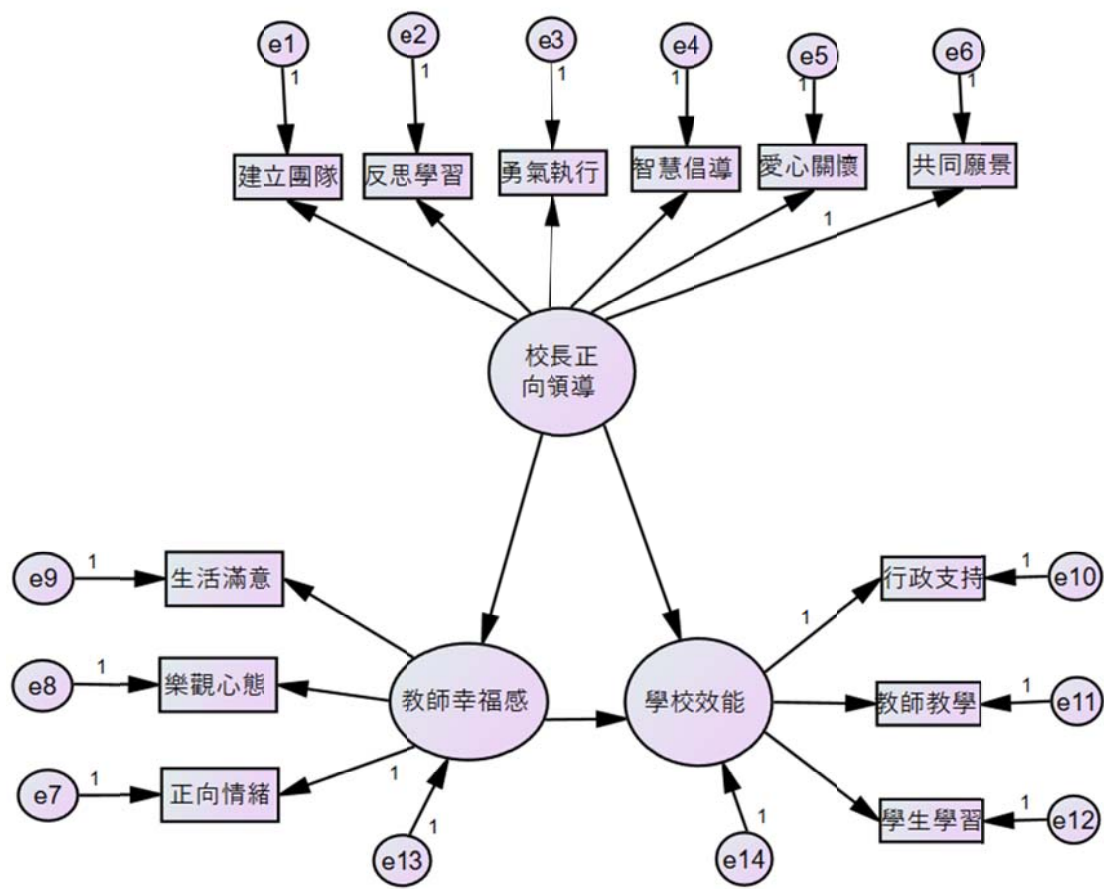 e1
e2
e3
e4
e5
e6
1
1
1
1
1
1
建立團隊
反思學習
勇氣執行
智慧倡導
愛心關懷
共同願景
1
校長正
向領導
e9
1
生活滿意
行政支持
1
e10
1
e8
1
樂觀心態
教師幸福感
學校效能
教師教學
1
e11
e7
1
正向情緒
1
學生學習
1
e12
e13
1
e14
1